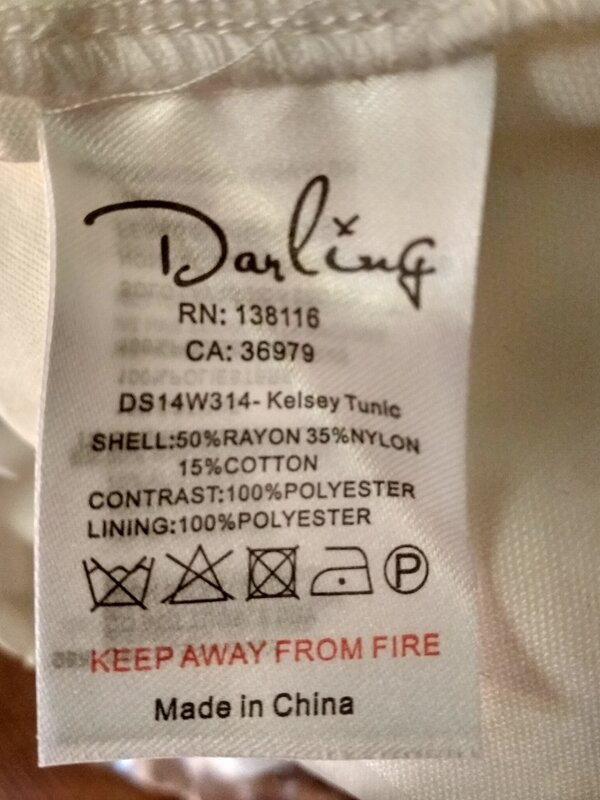 Darling
RN: 138116
CA: 36979
DS14W314- Kelsey Tunic
SHELL:50%RAYON 35%NYLON
15%COTTON
CONTRAST:100%POLYESTER
LINING:100%POLYESTER
P
KEEP AWAY FROM FIRE
Made in China